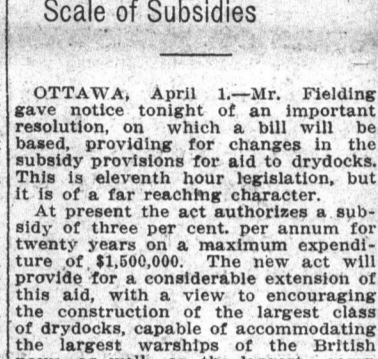 Scale of Subsidies
OTTAWA, April 1.—Mr. Fielding
gave notice tonight of an important
resolution, on which a bill will be
based, providing for changes in the
subsidy provisions for aid to drydocks.
This is eleventh hour legislation, but
it is of a far reaching character.
At present the act authorizes a sub-
sidy of three per cent. per annum for
twenty years on a maximum expendi-
ture of $1,500,000. The new act will
provide for a considerable extension of
this aid, with a view to encouraging
the construction of the largest class
of drydocks, capable of accommodating
the largest warships of the British